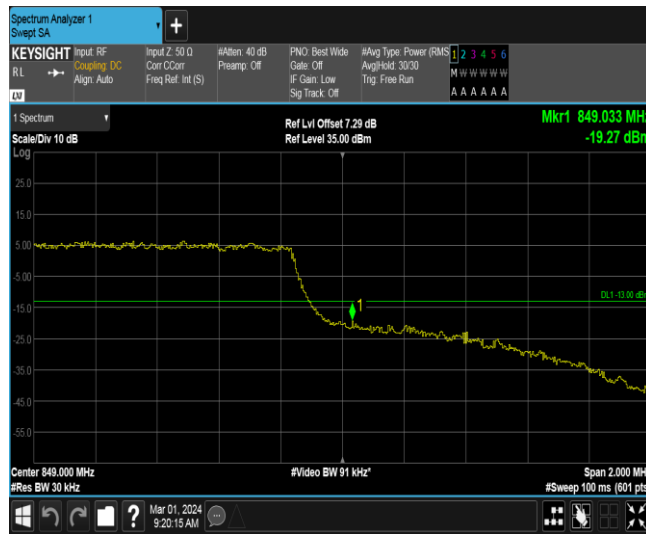 Spectrum Analyzer 1
Swept SA
+
KEYSIGHT
RL
LXI
Input: RF
Coupling: DC
Align: Auto
Input Z: 50 Ω
Corr CCorr
Freq Ref: Int (S)
#Atten: 40 dB
Preamp: Off
PNO: Best Wide
Gate: Off
IF Gain: Low
Sig Track: Off
#Avg Type: Power (RMS
Avg|Hold: 30/30
Trig: Free Run
1 2 3 4 5 6
M W W W W W
A A A A A A
1 Spectrum
Scale/Div 10 dB
Ref Lvl Offset 7.29 dB
Ref Level 35.00 dBm
Mkr1 849.033 MHz
-19.27 dBm
Log
25.0
15.0
5.00
-5.00
-15.0
-25.0
-35.0
-45.0
-55.0
1
DL1 -13.00 dBm
Center 849.000 MHz
#Res BW 30 kHz
#Video BW 91 kHz*
Span 2.000 MHz
#Sweep 100 ms (601 pts
?
Mar 01, 2024
9:20:15 AM